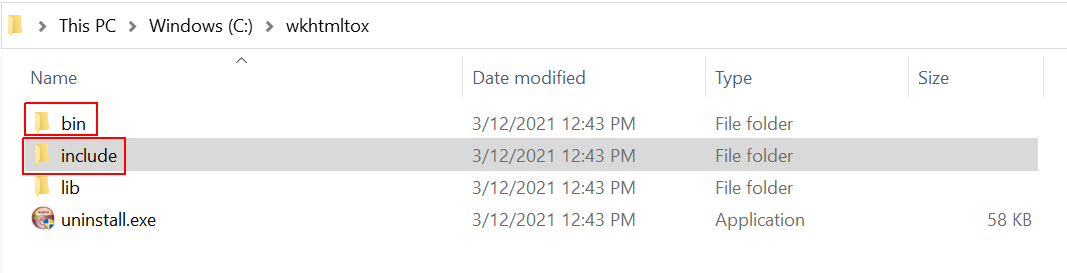 This PC > Windows (C:) > wkhtmltox
Name Date modified Type Size
bin 3/12/2021 12:43 PM File folder
include 3/12/2021 12:43 PM File folder
lib 3/12/2021 12:43 PM File folder
uninstall.exe 3/12/2021 12:43 PM Application 58 KB